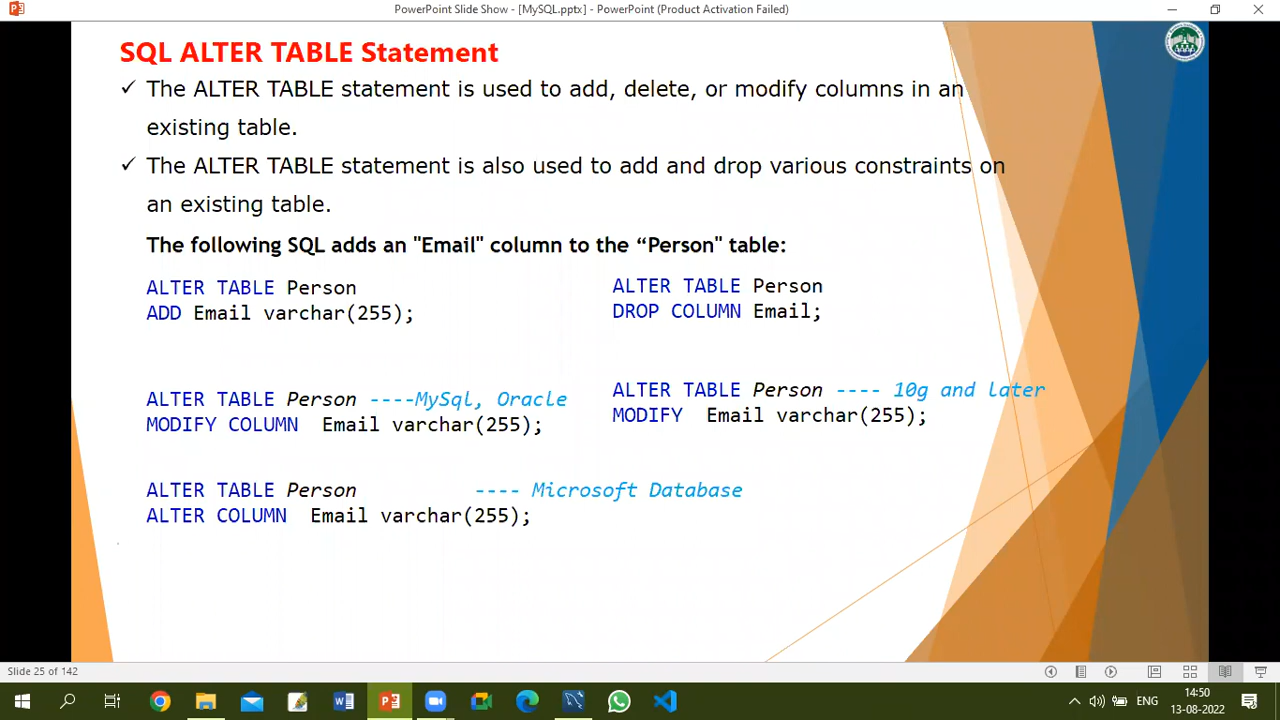 PowerPoint Slide Show - [MySQL.pptx] - PowerPoint (Product Activation Failed)
SQL ALTER TABLE Statement
✓ The ALTER TABLE statement is used to add, delete, or modify columns in an
existing table.
✓ The ALTER TABLE statement is also used to add and drop various constraints on
an existing table.
The following SQL adds an "Email" column to the “Person" table:
ALTER TABLE Person
ADD Email varchar(255);
ALTER TABLE Person
DROP COLUMN Email;
ALTER TABLE Person ----MySql, Oracle
MODIFY COLUMN Email varchar(255);
ALTER TABLE Person ---- 10g and later
MODIFY Email varchar(255);
ALTER TABLE Person ---- Microsoft Database
ALTER COLUMN Email varchar(255);
Slide 25 of 142
ENG
14:50
13-08-2022